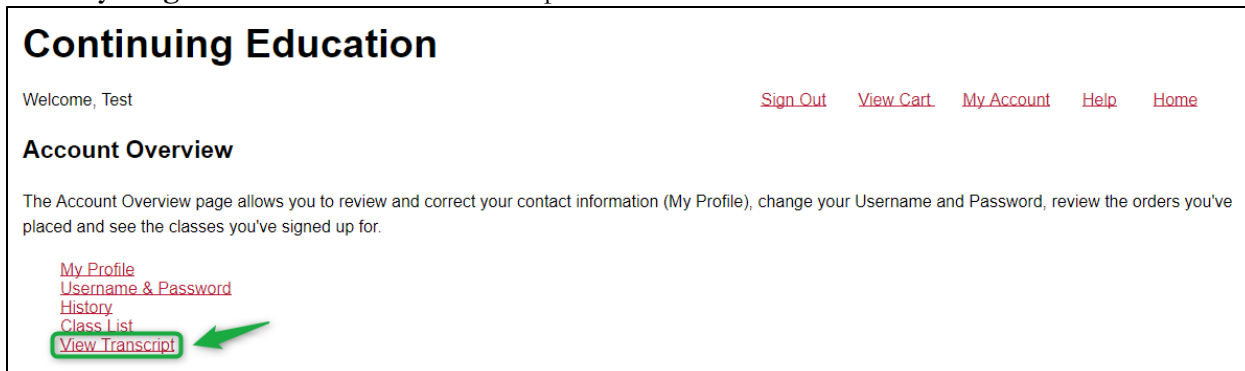 Continuing Education
Welcome, Test
Sign Out View Cart My Account Help Home
Account Overview
The Account Overview page allows you to review and correct your contact information (My Profile), change your Username and Password, review the orders you've
placed and see the classes you've signed up for.
My Profile
Username & Password
History
Class List
View Transcript